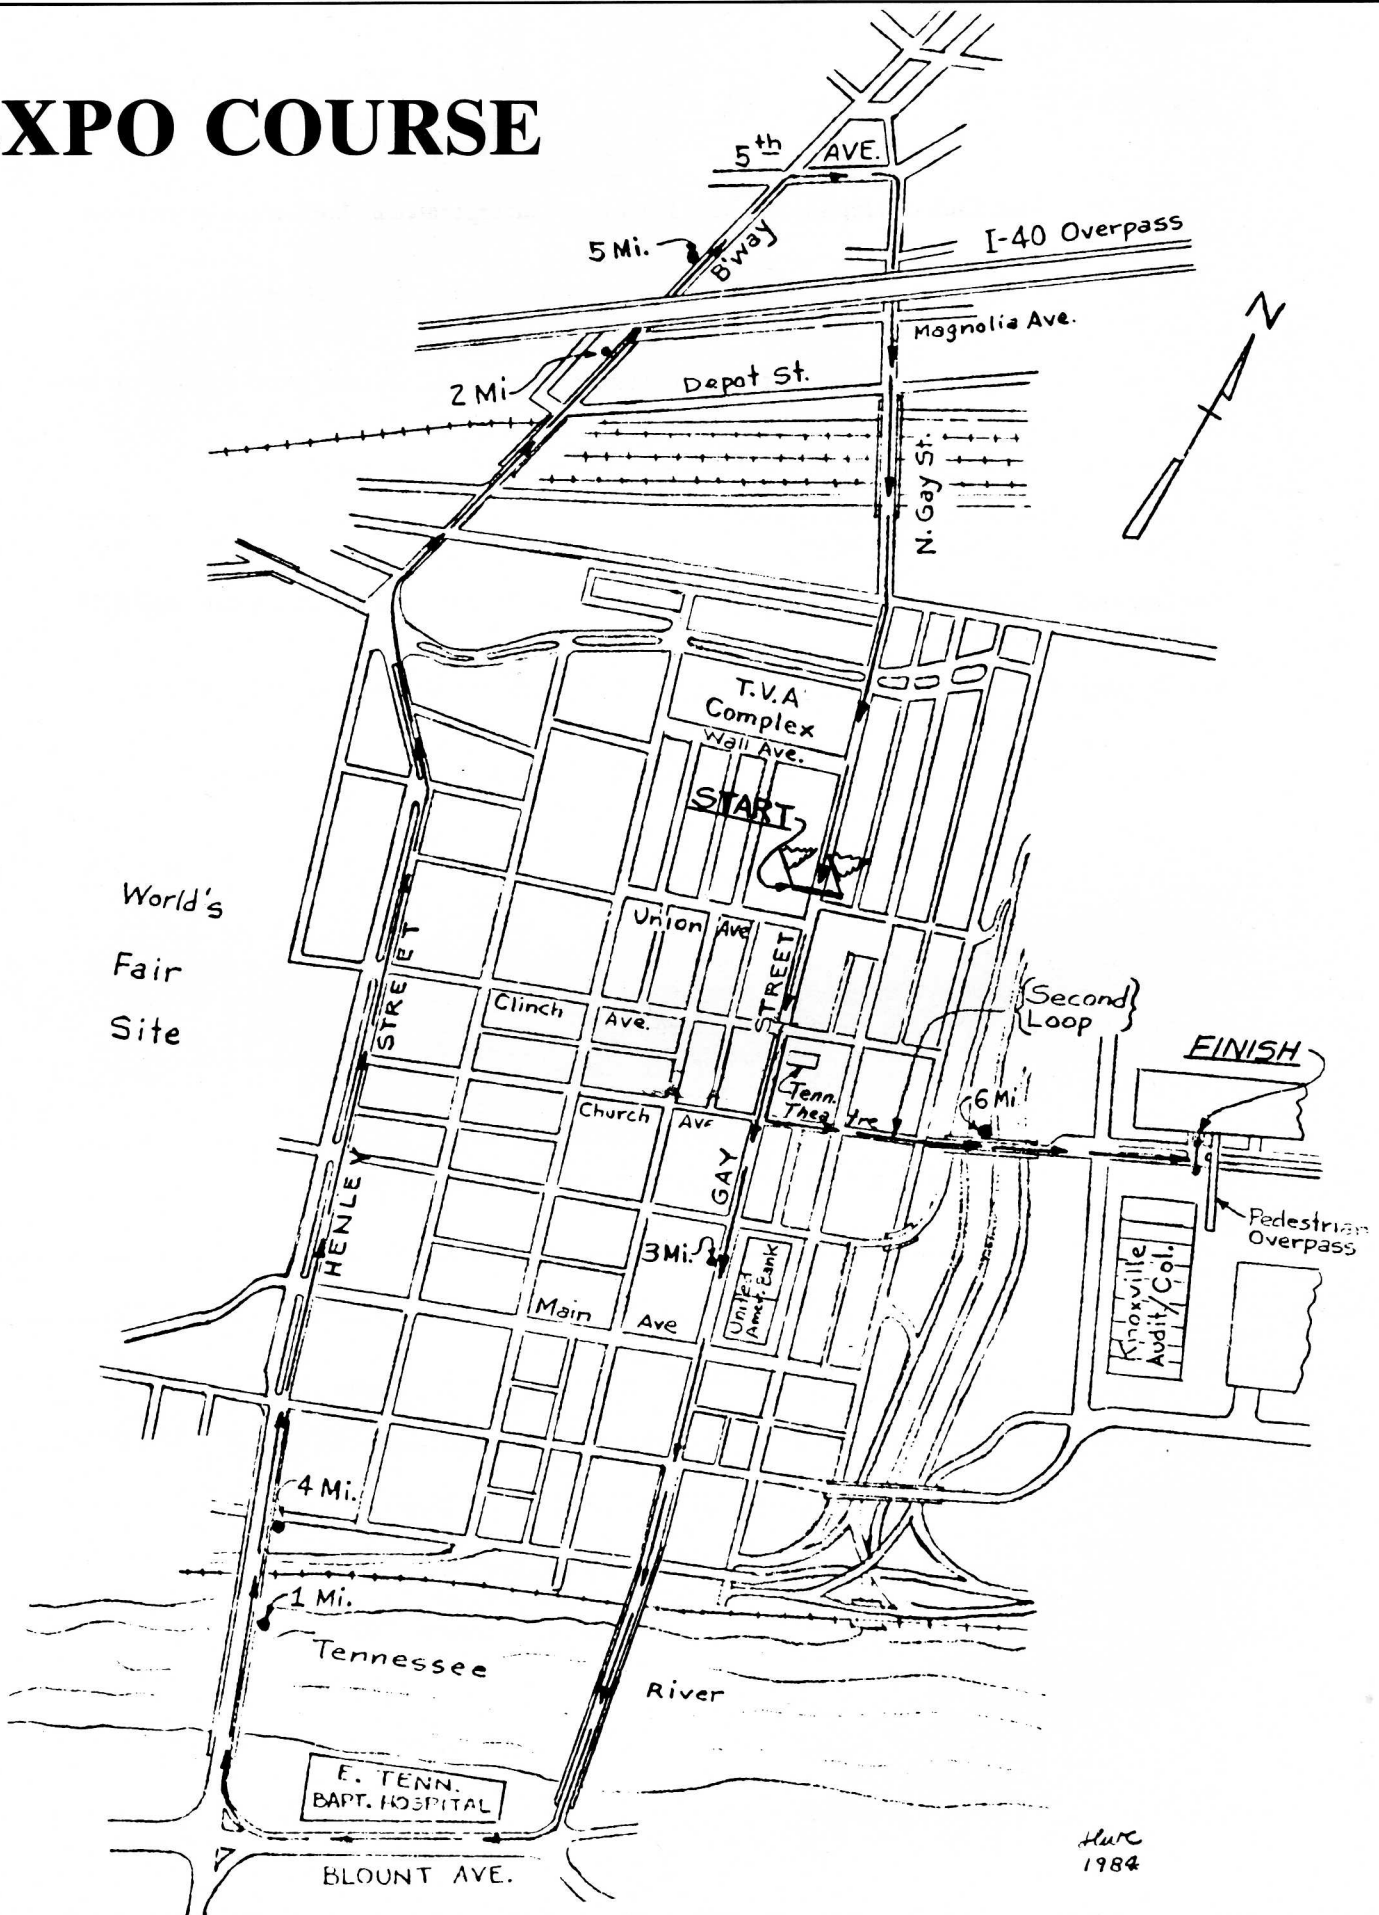 XPO COURSE
5th AVE.
5 Mi.
B'way
I-40 Overpass
N
Magnolia Ave.
2 Mi
Depot St.
N. Gay St.
T.V.A
Complex
Wall Ave.
START
World's
Fair
Site
Union Ave
STREET
STREET
Clinch Ave.
{Second}
{Loop}
FINISH
Tenn.
Theatre
6 Mi
Church Ave
GAY
HENLEY
3 Mi.
United
Amer. Bank
Pedestrian
Overpass
Knoxville
Audit/Col.
Main Ave
4 Mi.
1 Mi.
Tennessee
River
E. TENN.
BAPT. HOSPITAL
BLOUNT AVE.
1984